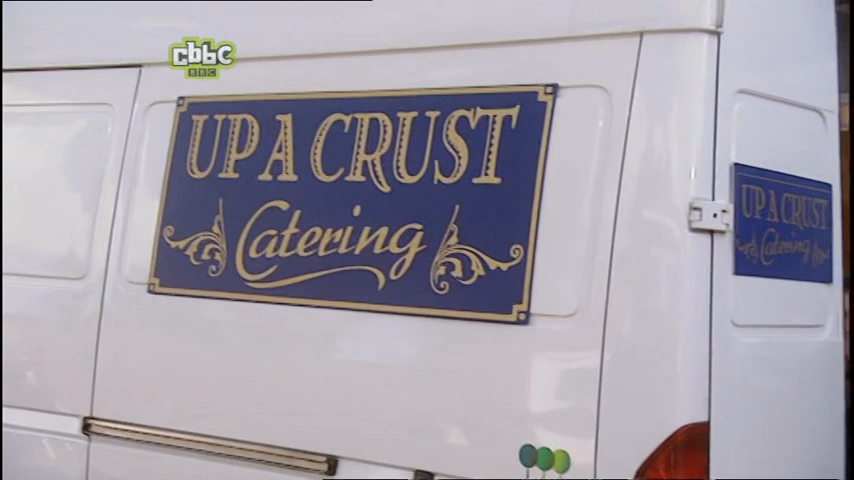 cbbc
BBC
UP A CRUST
Catering
UP A CRUST
Catering